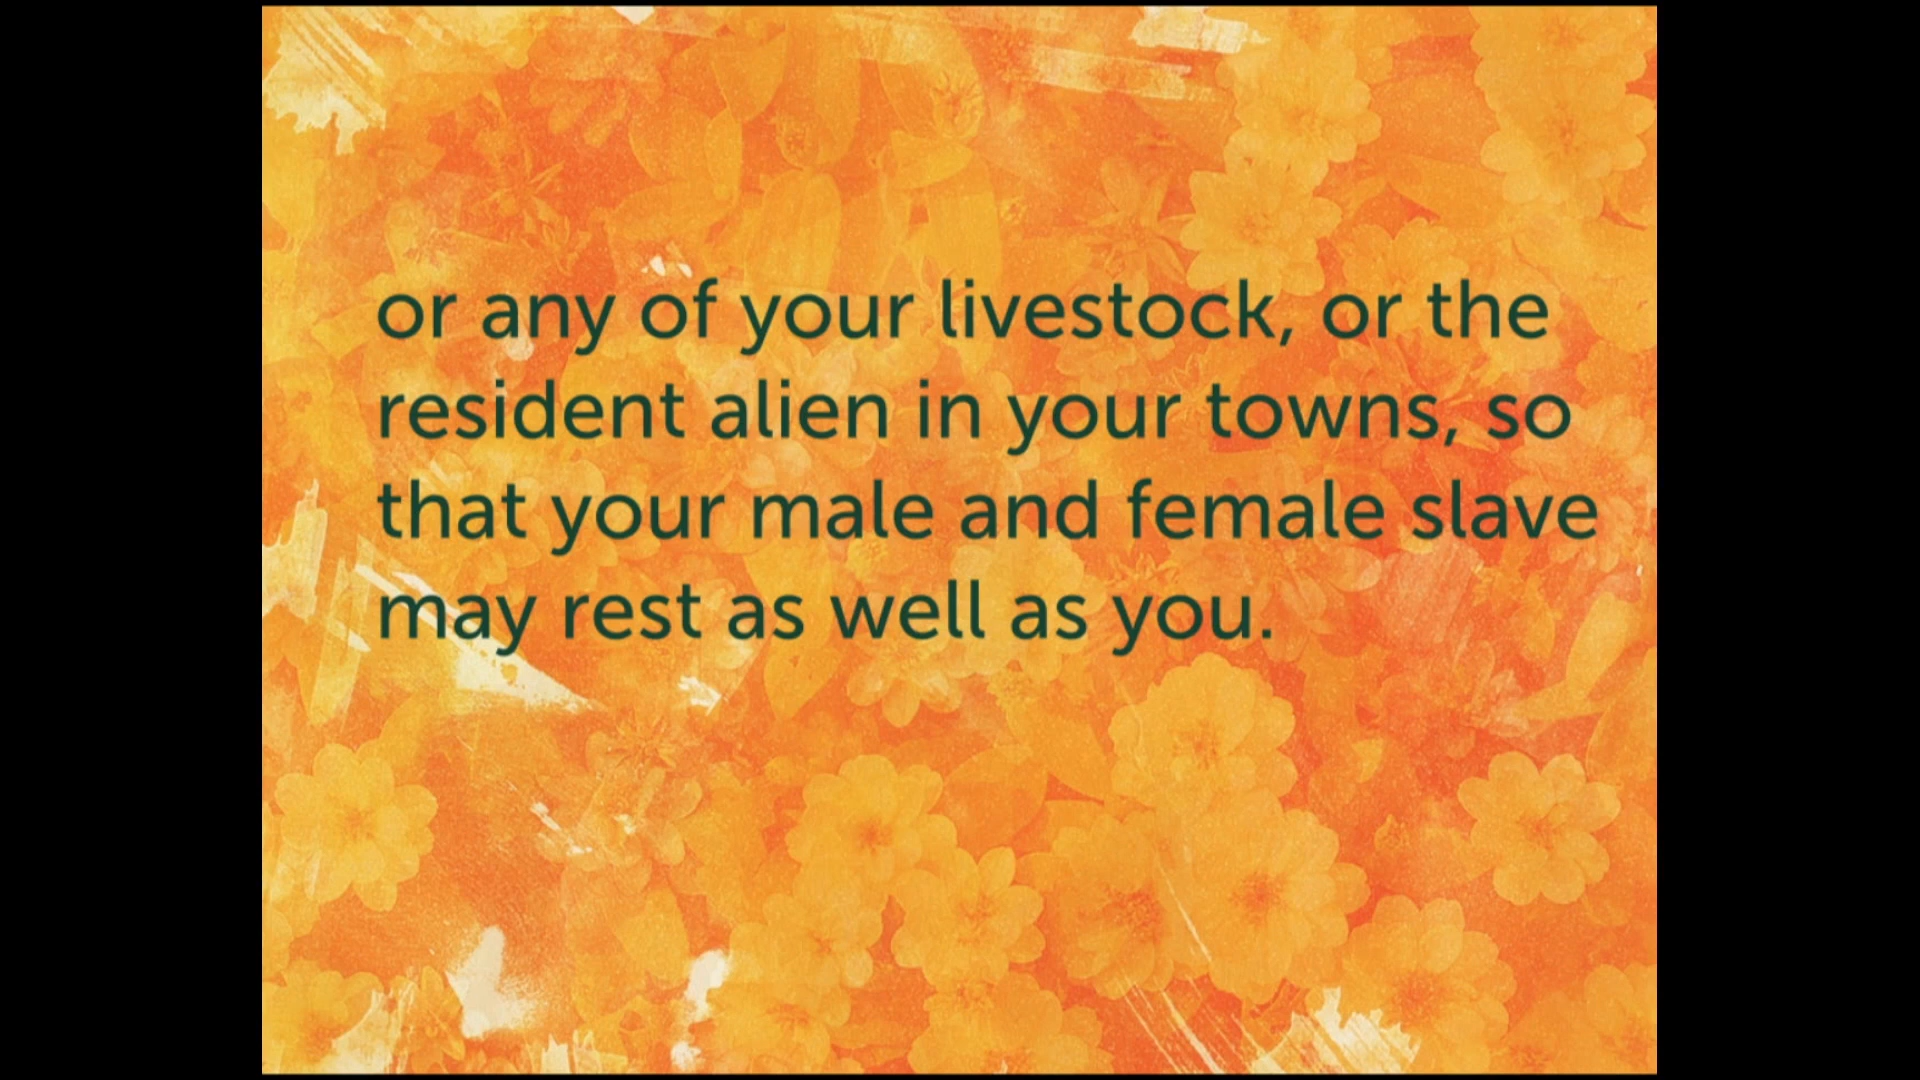 or any of your livestock, or the
resident alien in your towns, so
that your male and female slave
may rest as well as you.